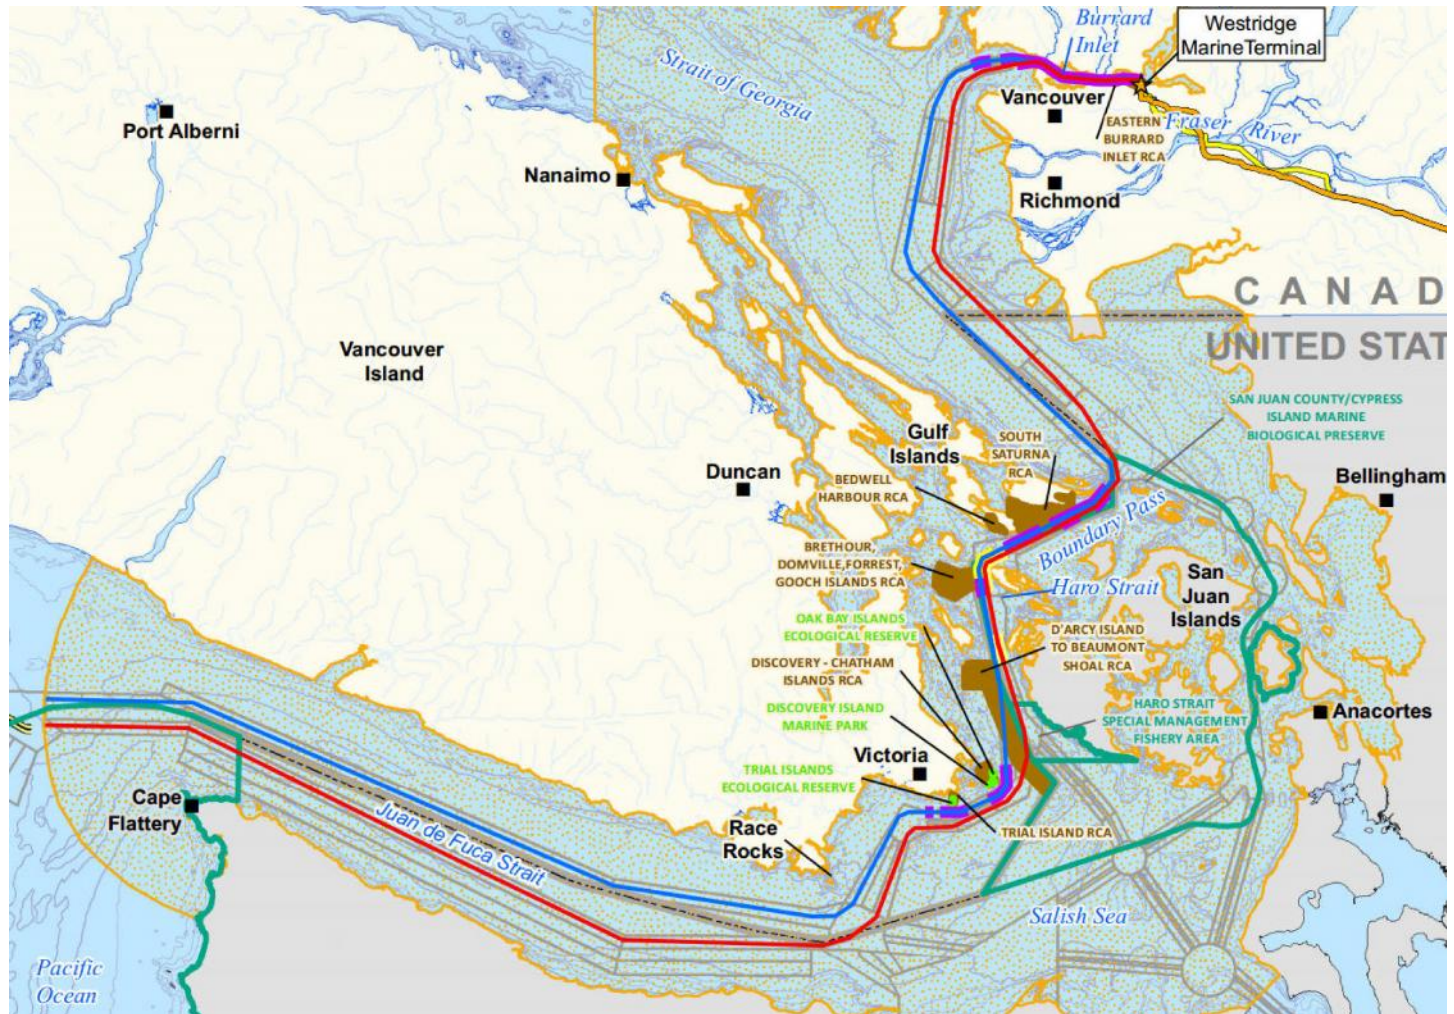 Westridge
Marine Terminal
Burrard
Inlet
Strait of Georgia
Port Alberni
Vancouver
EASTERN
BURRARD
INLET RCA
Fraser River
Nanaimo
Richmond
CANAD
UNITED STAT
Vancouver
Island
SAN JUAN COUNTY/CYPRESS
ISLAND MARINE
BIOLOGICAL PRESERVE
Gulf
Islands
SOUTH
SATURNA
RCA
Duncan
BEDWELL
HARBOUR RCA
Bellingham
Boundary Pass
BRETHOUR,
DOMVILLE,FORREST,
GOOCH ISLANDS RCA
Haro Strait
San
Juan
Islands
OAK BAY ISLANDS
ECOLOGICAL RESERVE
D'ARCY ISLAND
TO BEAUMONT
SHOAL RCA
DISCOVERY - CHATHAM
ISLANDS RCA
DISCOVERY ISLAND
MARINE PARK
HARO STRAIT
SPECIAL MANAGEMENT
FISHERY AREA
Anacortes
Victoria
TRIAL ISLANDS
ECOLOGICAL RESERVE
Cape
Flattery
Juan de Fuca Strait
Race
Rocks
TRIAL ISLAND RCA
Salish Sea
Pacific
Ocean